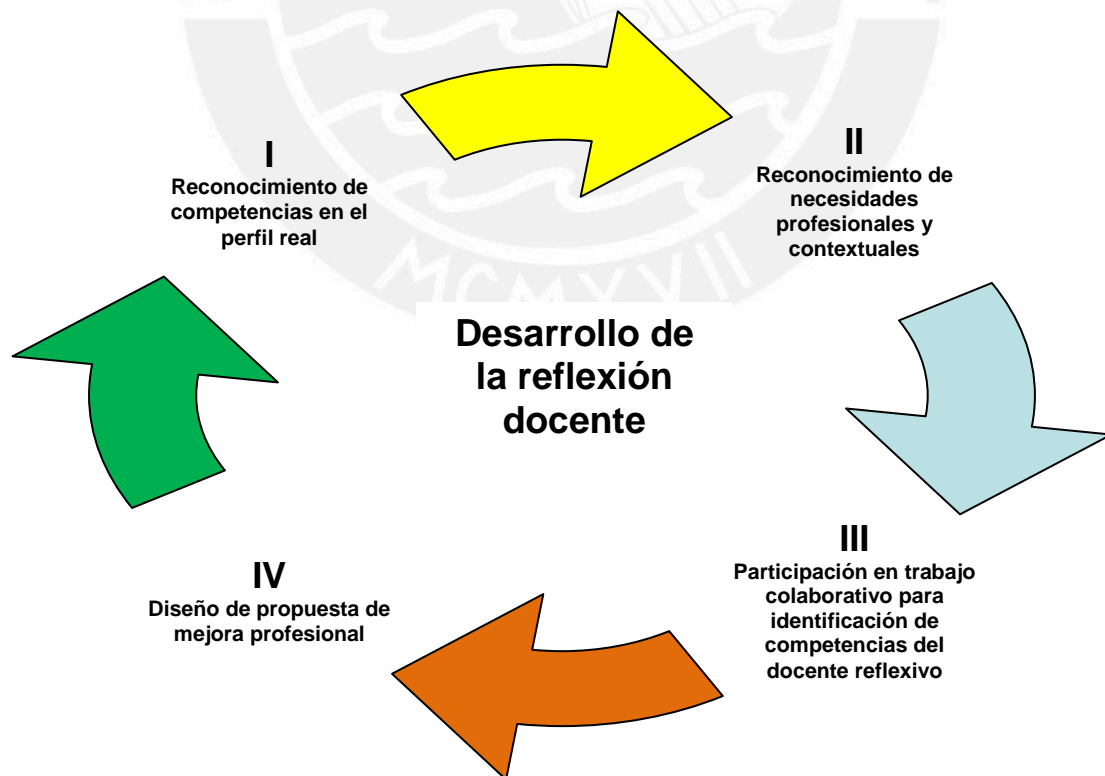 I
Reconocimiento de
competencias en el
perfil real
II
Reconocimiento de
necesidades
profesionales y
contextuales
MCMXVII
Desarrollo de
la reflexión
docente
III
Participación en trabajo
colaborativo para
identificación de
competencias del
docente reflexivo
IV
Diseño de propuesta de
mejora profesional